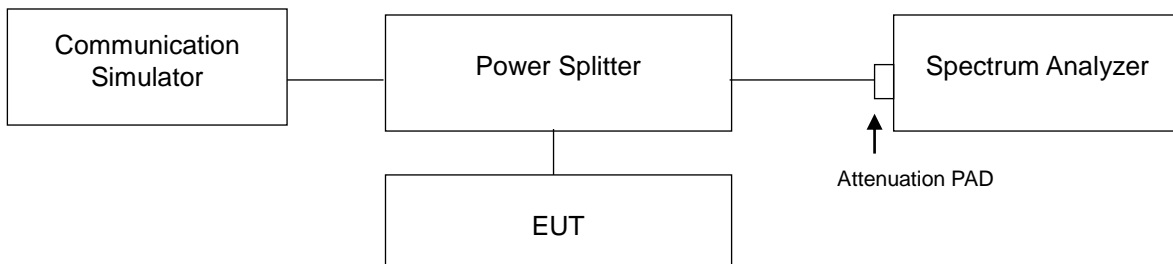 Communication
Simulator
Power Splitter
Spectrum Analyzer
Attenuation PAD
EUT